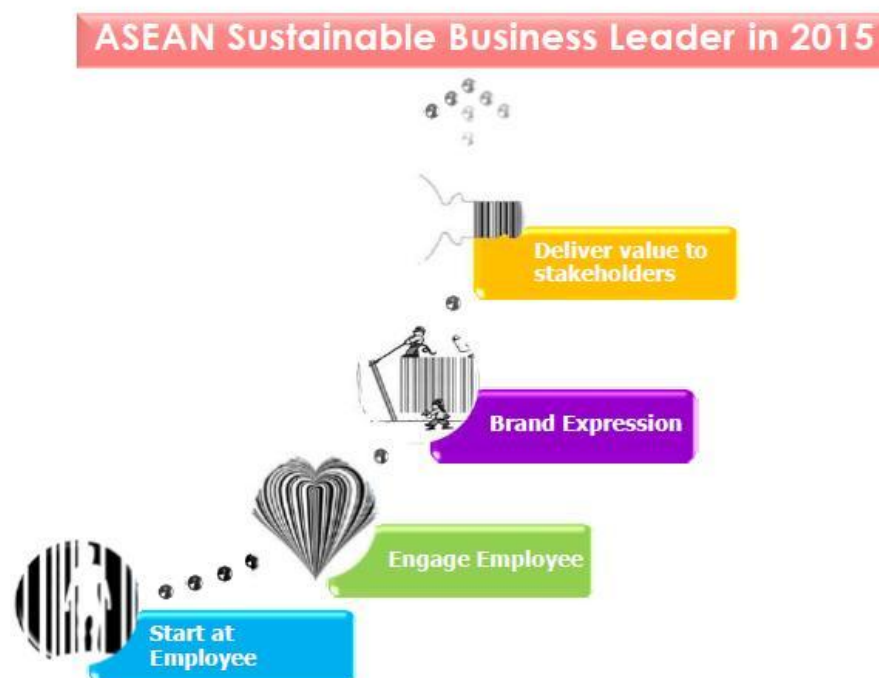 ASEAN Sustainable Business Leader in 2015
Deliver value to
stakeholders
Brand Expression
Engage Employee
Start at
Employee